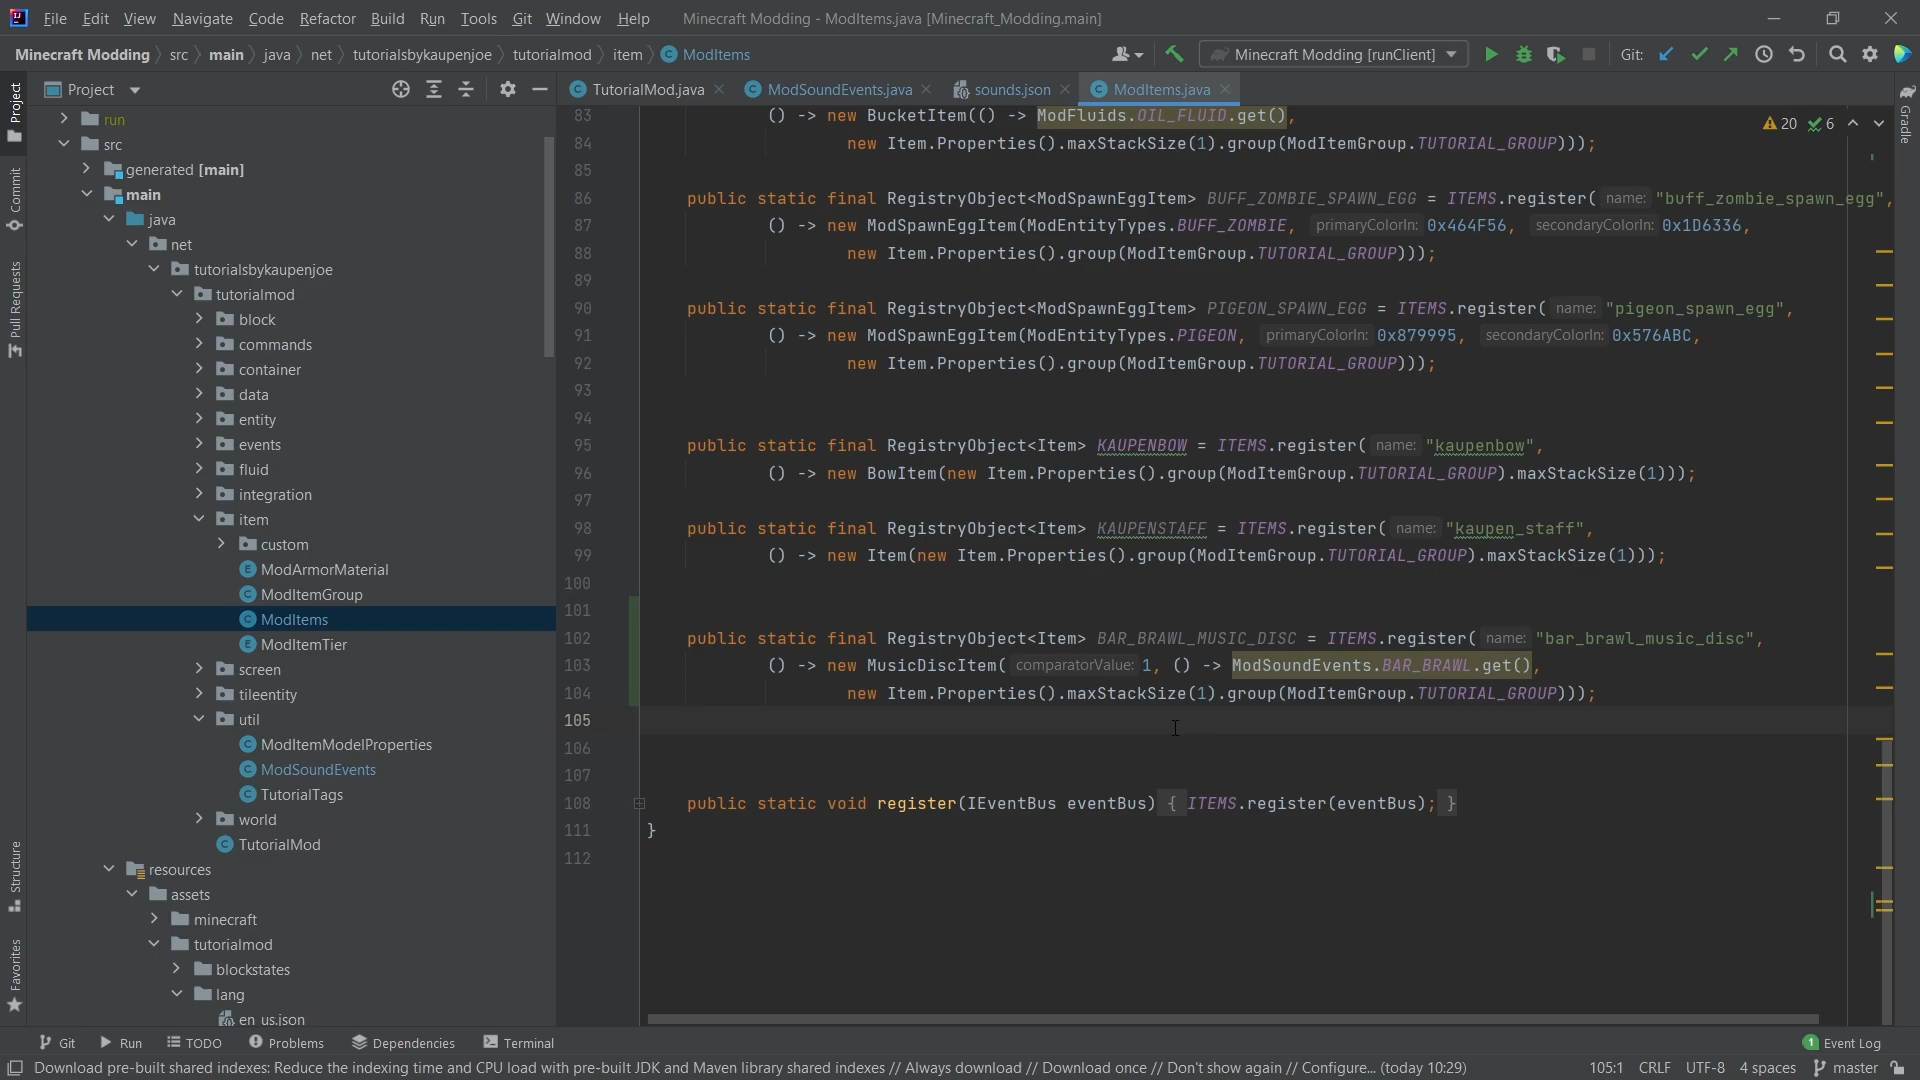 File Edit View Navigate Code Refactor Build Run Tools Git Window Help Minecraft Modding - ModItems.java [Minecraft_Modding.main]
Minecraft Modding src main java net tutorialsbykaupenjoe tutorialmod item ModItems Minecraft Modding [runClient] Git:
Project TutorialMod.java ModSoundEvents.java sounds.json ModItems.java
Project
Commit
Pull Requests
Structure
Favorites
Gradle
run
src
generated [main]
main
java
net
tutorialsbykaupenjoe
tutorialmod
block
commands
container
data
entity
events
fluid
integration
item
custom
ModArmorMaterial
ModItemGroup
ModItems
ModItemTier
screen
tileentity
util
ModItemModelProperties
ModSoundEvents
TutorialTags
world
TutorialMod
resources
assets
minecraft
tutorialmod
blockstates
lang
en_us.json
20 6
83 () -> new BucketItem(() -> ModFluids.OIL_FLUID.get(),
84 new Item.Properties().maxStackSize(1).group(ModItemGroup.TUTORIAL_GROUP)));
85
86 public static final RegistryObject<ModSpawnEggItem> BUFF_ZOMBIE_SPAWN_EGG = ITEMS.register( name: "buff_zombie_spawn_egg",
87 () -> new ModSpawnEggItem(ModEntityTypes.BUFF_ZOMBIE, primaryColorIn: 0x464F56, secondaryColorIn: 0x1D6336,
88 new Item.Properties().group(ModItemGroup.TUTORIAL_GROUP)));
89
90 public static final RegistryObject<ModSpawnEggItem> PIGEON_SPAWN_EGG = ITEMS.register( name: "pigeon_spawn_egg",
91 () -> new ModSpawnEggItem(ModEntityTypes.PIGEON, primaryColorIn: 0x879995, secondaryColorIn: 0x576ABC,
92 new Item.Properties().group(ModItemGroup.TUTORIAL_GROUP)));
93
94
95 public static final RegistryObject<Item> KAUPENBOW = ITEMS.register( name: "kaupenbow",
96 () -> new BowItem(new Item.Properties().group(ModItemGroup.TUTORIAL_GROUP).maxStackSize(1)));
97
98 public static final RegistryObject<Item> KAUPENSTAFF = ITEMS.register( name: "kaupen_staff",
99 () -> new Item(new Item.Properties().group(ModItemGroup.TUTORIAL_GROUP).maxStackSize(1)));
100
101
102 public static final RegistryObject<Item> BAR_BRAWL_MUSIC_DISC = ITEMS.register( name: "bar_brawl_music_disc",
103 () -> new MusicDiscItem( comparatorValue: 1, () -> ModSoundEvents.BAR_BRAWL.get(),
104 new Item.Properties().maxStackSize(1).group(ModItemGroup.TUTORIAL_GROUP)));
105
106
107
108 public static void register(IEventBus eventBus) { ITEMS.register(eventBus); }
111 }
112
Git Run TODO Problems Dependencies Terminal 1 Event Log
Download pre-built shared indexes: Reduce the indexing time and CPU load with pre-built JDK and Maven library shared indexes // Always download // Download once // Don't show again // Configure... (today 10:29) 105:1 CRLF UTF-8 4 spaces master